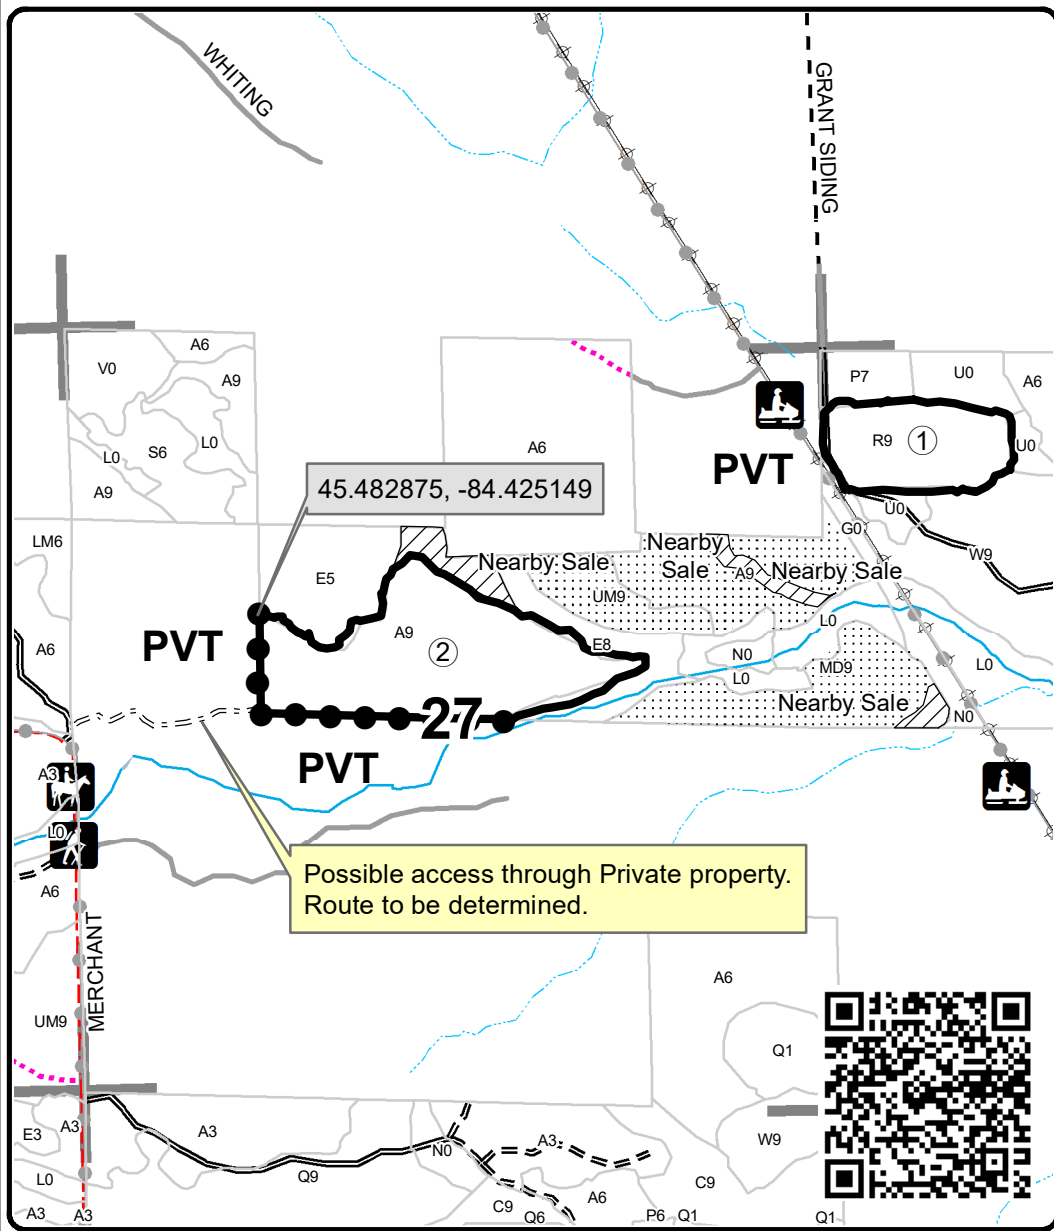 WHITING
GRANT SIDING
A6
V0
A9
L0
S6
L0
A9
A6
P7
U0
A6
R9
1
U0
PVT
45.482875, -84.425149
U0
G0
W9
LM6
E5
Nearby Sale
Nearby
Sale
A9
Nearby Sale
UM9
A6
PVT
A9
2
E8
L0
N0
L0
MD9
L0
Nearby Sale
N0
27
PVT
A3
L0
A6
Possible access through Private property.
Route to be determined.
MERCHANT
UM9
A6
Q1
E3
A3
A3
L0
A3
A3
Q9
N0
A3
W9
C9
A6
C9
Q6
P6
Q1
Q1